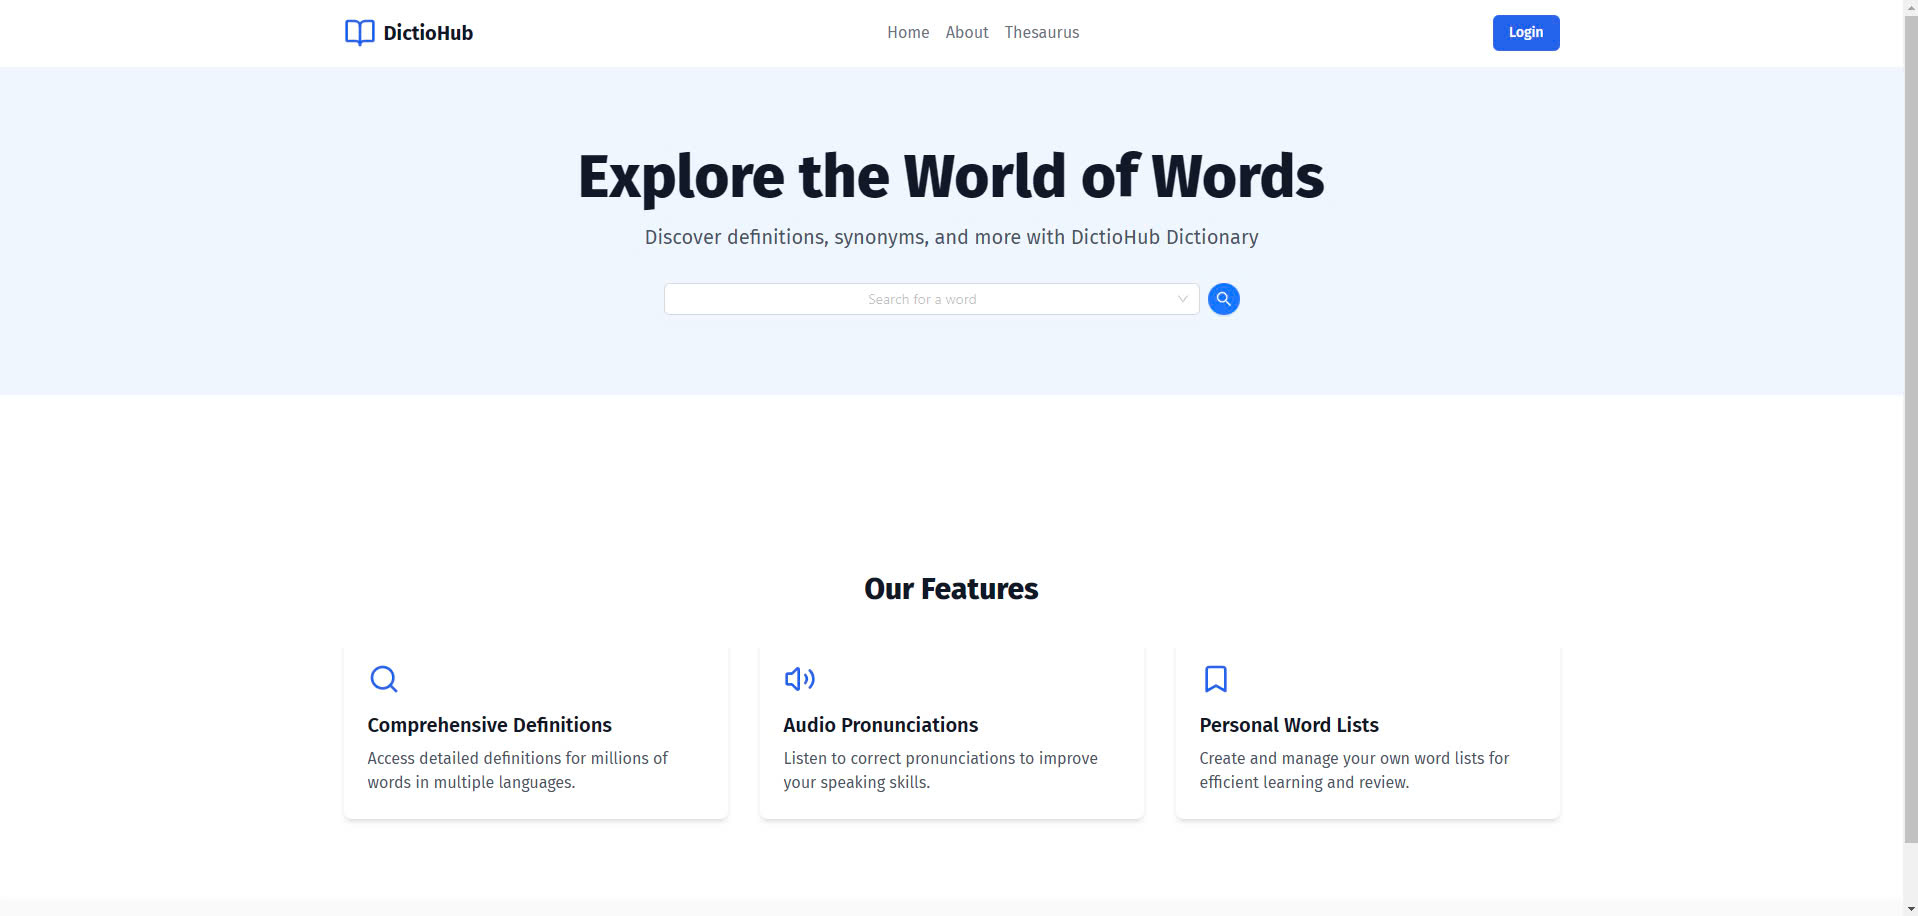 DictioHub
Home About Thesaurus
Login
Explore the World of Words
Discover definitions, synonyms, and more with DictioHub Dictionary
Search for a word
Our Features
Comprehensive Definitions
Access detailed definitions for millions of
words in multiple languages.
Audio Pronunciations
Listen to correct pronunciations to improve
your speaking skills.
Personal Word Lists
Create and manage your own word lists for
efficient learning and review.